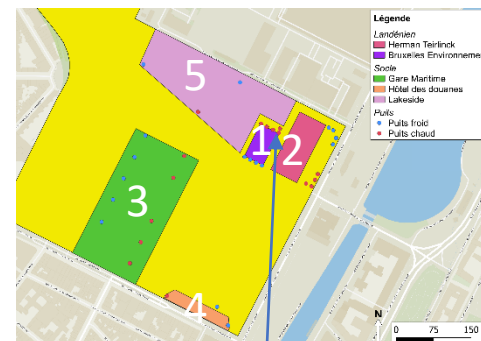 Légende
Landénien
Herman Teirlinck
Bruxelles Environneme
Socle
Gare Maritime
Hôtel des douanes
Lakeside
Puits
Puits froid
Puits chaud
5
1
2
3
4
N
0 75 150